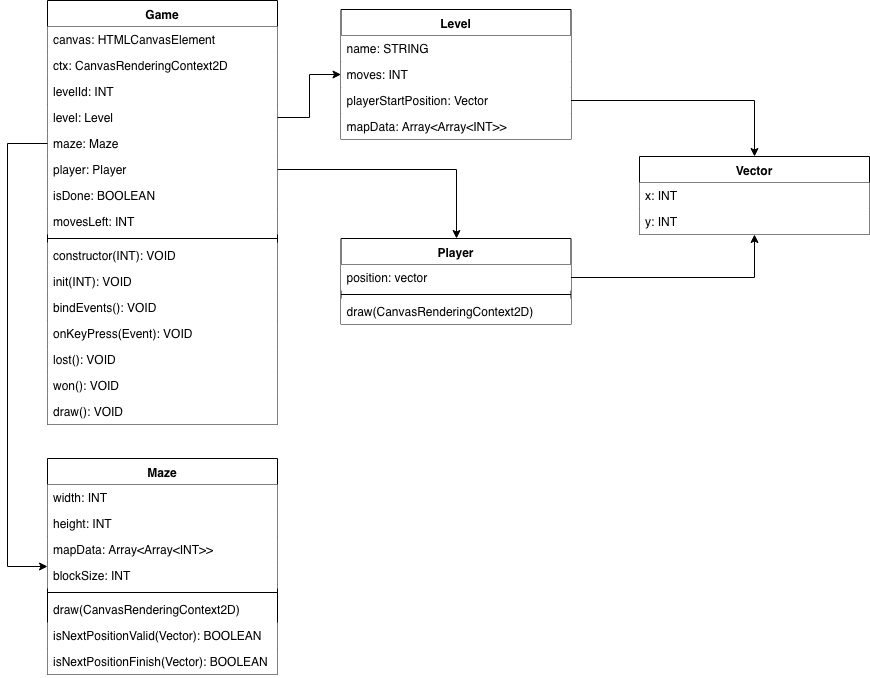 Game
canvas: HTMLCanvasElement
ctx: CanvasRenderingContext2D
levelId: INT
level: Level
maze: Maze
player: Player
isDone: BOOLEAN
movesLeft: INT
constructor(INT): VOID
init(INT): VOID
bindEvents(): VOID
onKeyPress(Event): VOID
lost(): VOID
won(): VOID
draw(): VOID
Level
name: STRING
moves: INT
playerStartPosition: Vector
mapData: Array<Array<INT>>
Vector
x: INT
y: INT
Player
position: vector
draw(CanvasRenderingContext2D)
Maze
width: INT
height: INT
mapData: Array<Array<INT>>
blockSize: INT
draw(CanvasRenderingContext2D)
isNextPositionValid(Vector): BOOLEAN
isNextPositionFinish(Vector): BOOLEAN